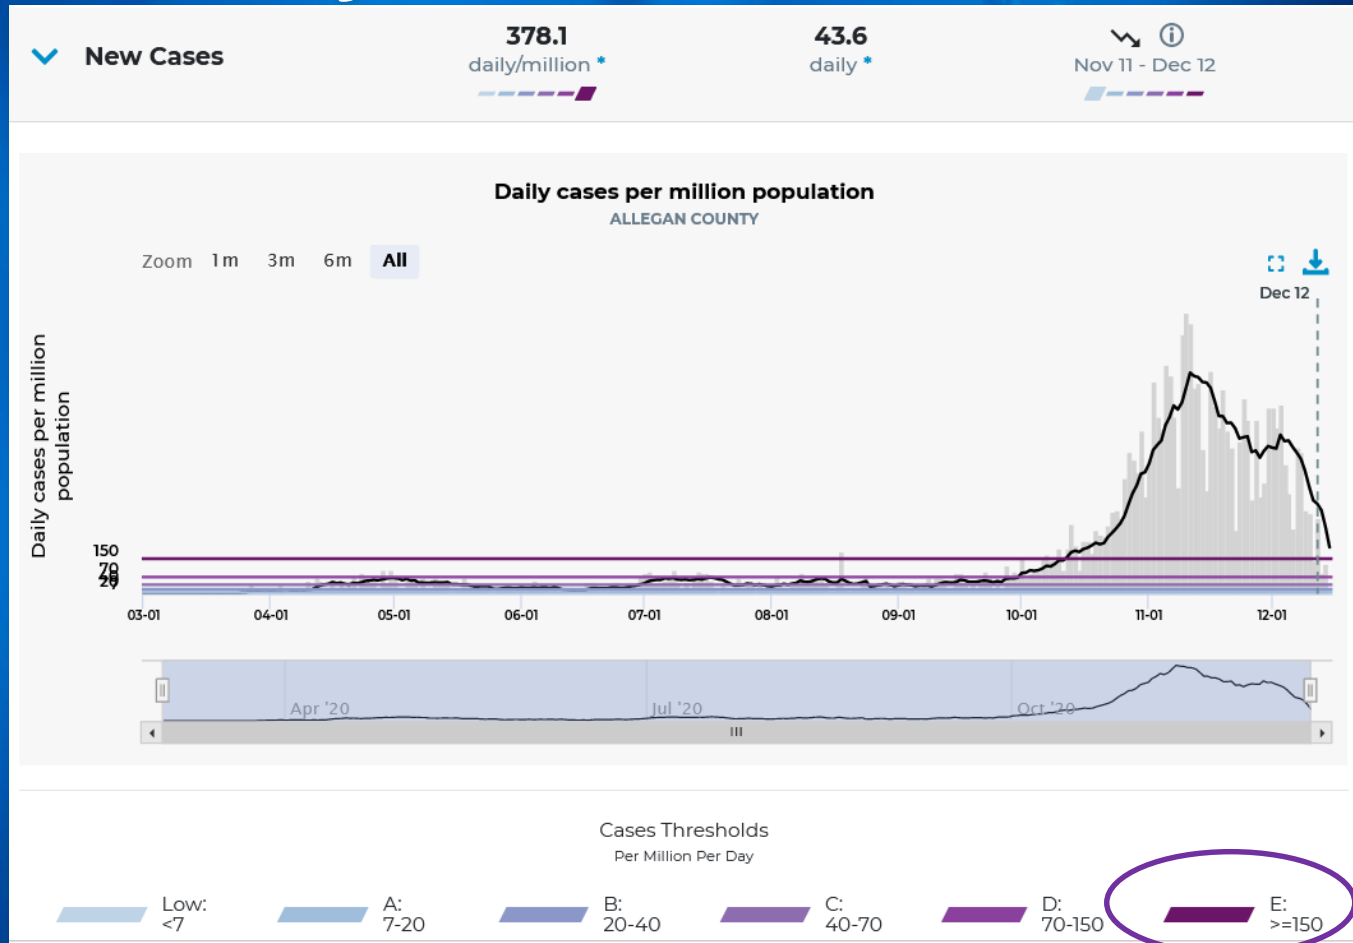 New Cases
378.1
daily/million *
43.6
daily *
Nov 11 - Dec 12
Daily cases per million population
ALLEGAN COUNTY
Zoom 1m 3m 6m All
Dec 12
Daily cases per million
population
150
70
20
03-01 04-01 05-01 06-01 07-01 08-01 09-01 10-01 11-01 12-01
Apr '20 Jul '20 Oct '20
Cases Thresholds
Per Million Per Day
Low:
<7
A:
7-20
B:
20-40
C:
40-70
D:
70-150
E:
>=150